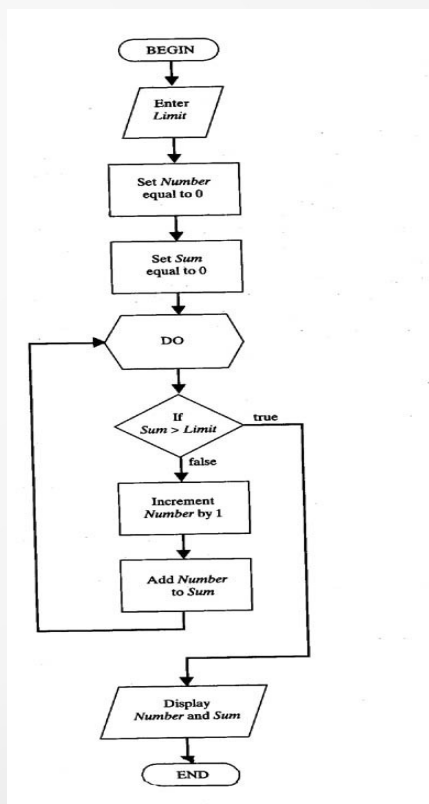 BEGIN
Enter
Limit
Set Number
equal to 0
Set Sum
equal to 0
DO
If
Sum > Limit
true
false
Increment
Number by 1
Add Number
to Sum
Display
Number and Sum
END